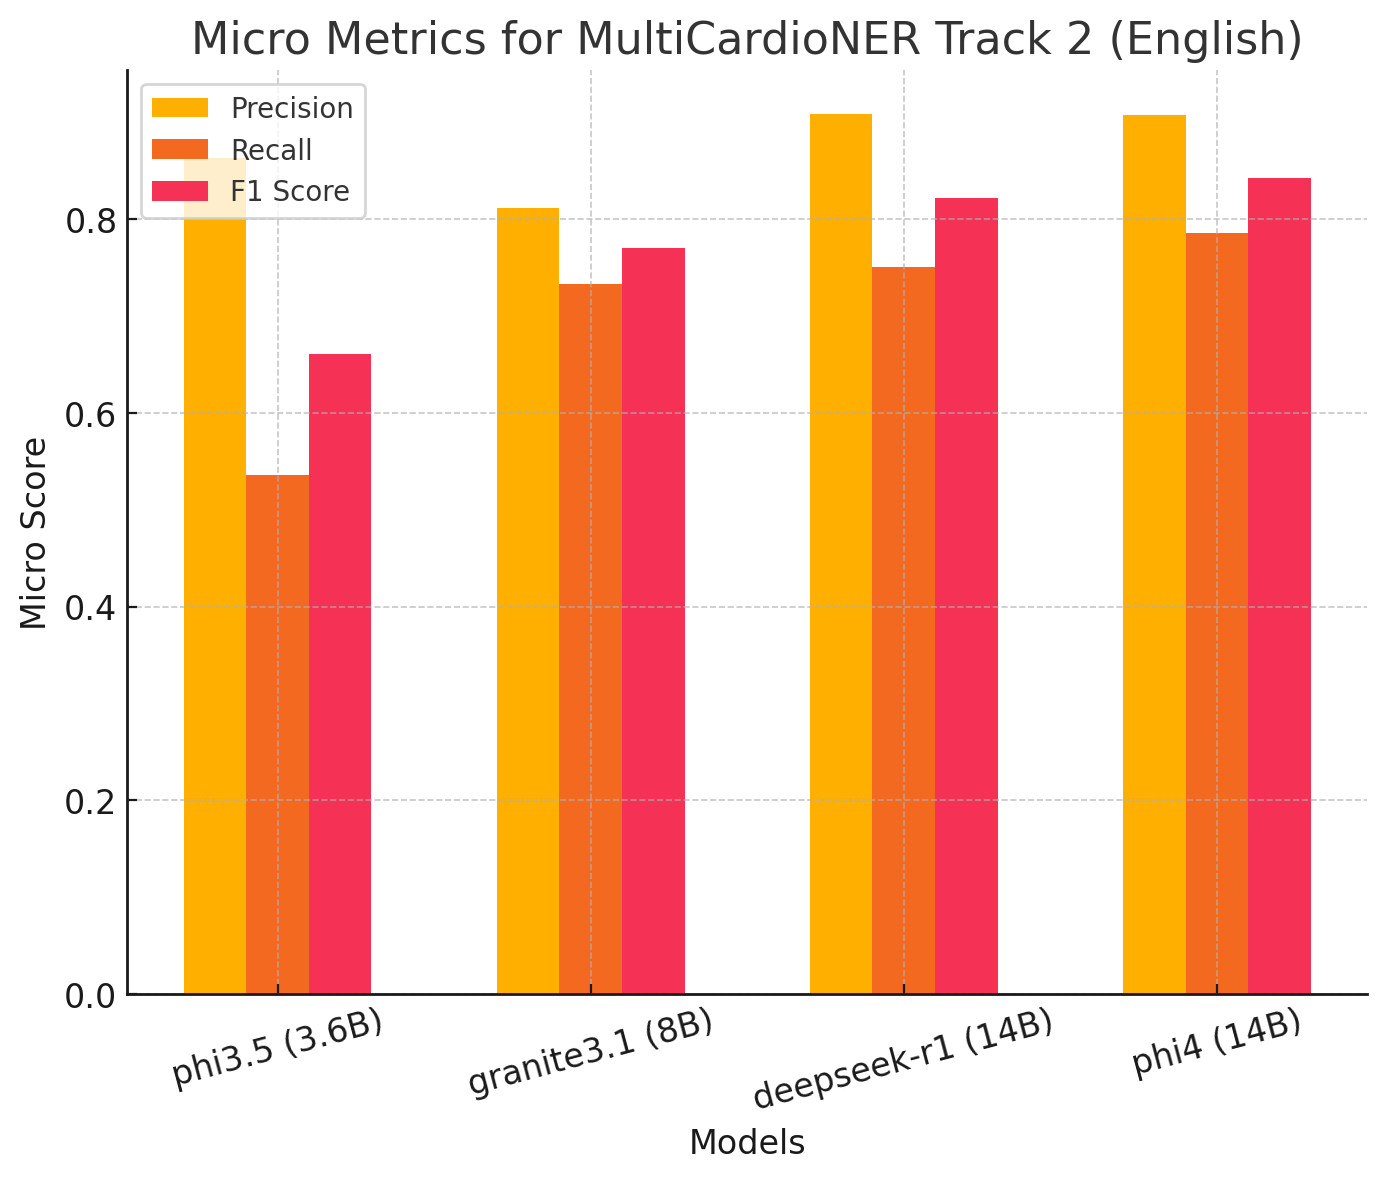 Micro Metrics for MultiCardioNER Track 2 (English)
Precision
Recall
F1 Score
Micro Score
0.8
0.6
0.4
0.2
0.0
phi3.5 (3.6B)
granite3.1 (8B)
deepseek-r1 (14B)
phi4 (14B)
Models